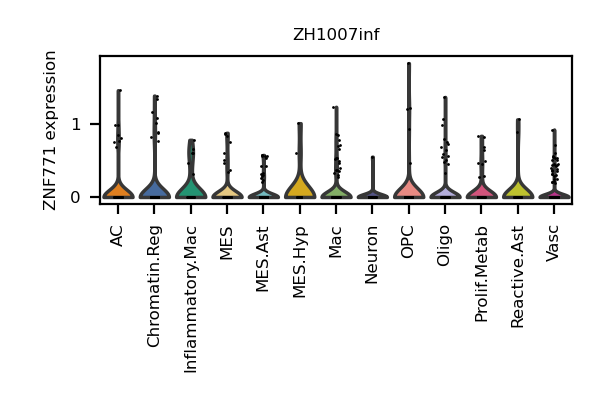 ZH1007inf
ZNF771 expression
1
0
AC
Chromatin.Reg
Inflammatory.Mac
MES
MES.Ast
MES.Hyp
Mac
Neuron
OPC
Oligo
Prolif.Metab
Reactive.Ast
Vasc